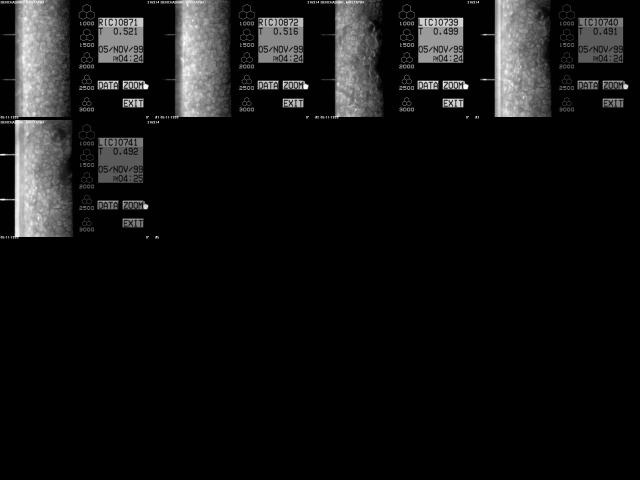 R[C]0871
T 0.521
05/NOV/99
PM04:24
1000
1500
2000
2500
3000
DATA ZOOM
EXIT
R[C]0872
T 0.516
05/NOV/99
PM04:24
1000
1500
2000
2500
3000
DATA ZOOM
EXIT
L[C]0739
T 0.499
05/NOV/99
PM04:24
1000
1500
2000
2500
3000
DATA ZOOM
EXIT
L[C]0740
T 0.491
05/NOV/99
PM04:24
1000
1500
2000
2500
3000
DATA ZOOM
EXIT
L[C]0741
T 0.492
05/NOV/99
PM04:25
1000
1500
2000
2500
3000
DATA ZOOM
EXIT